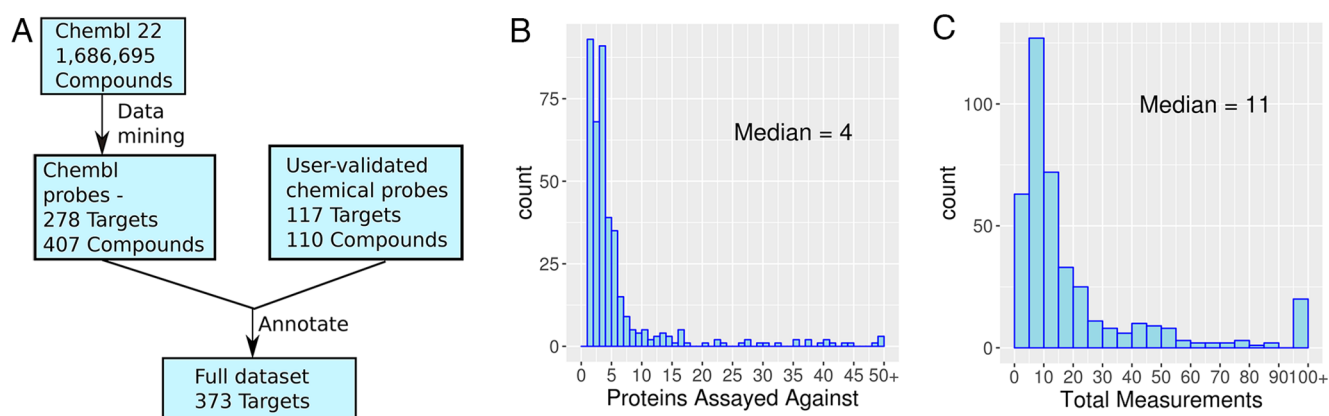 A
Chembl 22
1,686,695
Compounds
Data
mining
Chembl
probes -
278 Targets
407 Compounds
User-validated
chemical probes
117 Targets
110 Compounds
Annotate
Full dataset
373 Targets
B
count
75
50
25
0
Median = 4
0 5 10 15 20 25 30 35 40 45 50+
Proteins Assayed Against
C
count
100
50
0
Median = 11
0 10 20 30 40 50 60 70 80 90 100+
Total Measurements